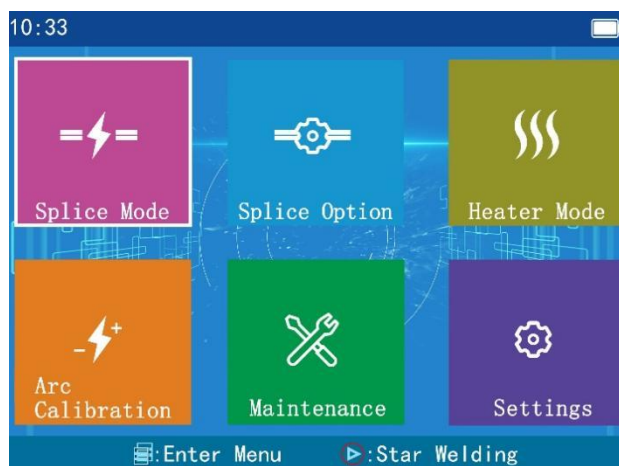 10:33
Splice Mode
Splice Option
Heater Mode
Arc
Calibration
Maintenance
Settings
:Enter Menu
:Star Welding